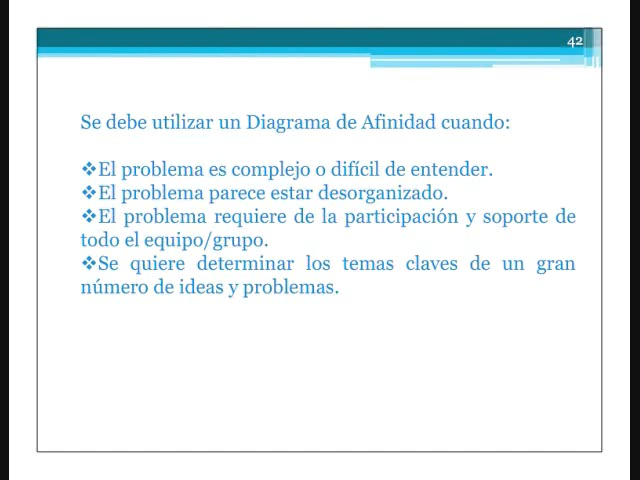 42
Se debe utilizar un Diagrama de Afinidad cuando:
❖El problema es complejo o difícil de entender.
❖El problema parece estar desorganizado.
❖El problema requiere de la participación y soporte de
todo el equipo/grupo.
❖Se quiere determinar los temas claves de un gran
número de ideas y problemas.